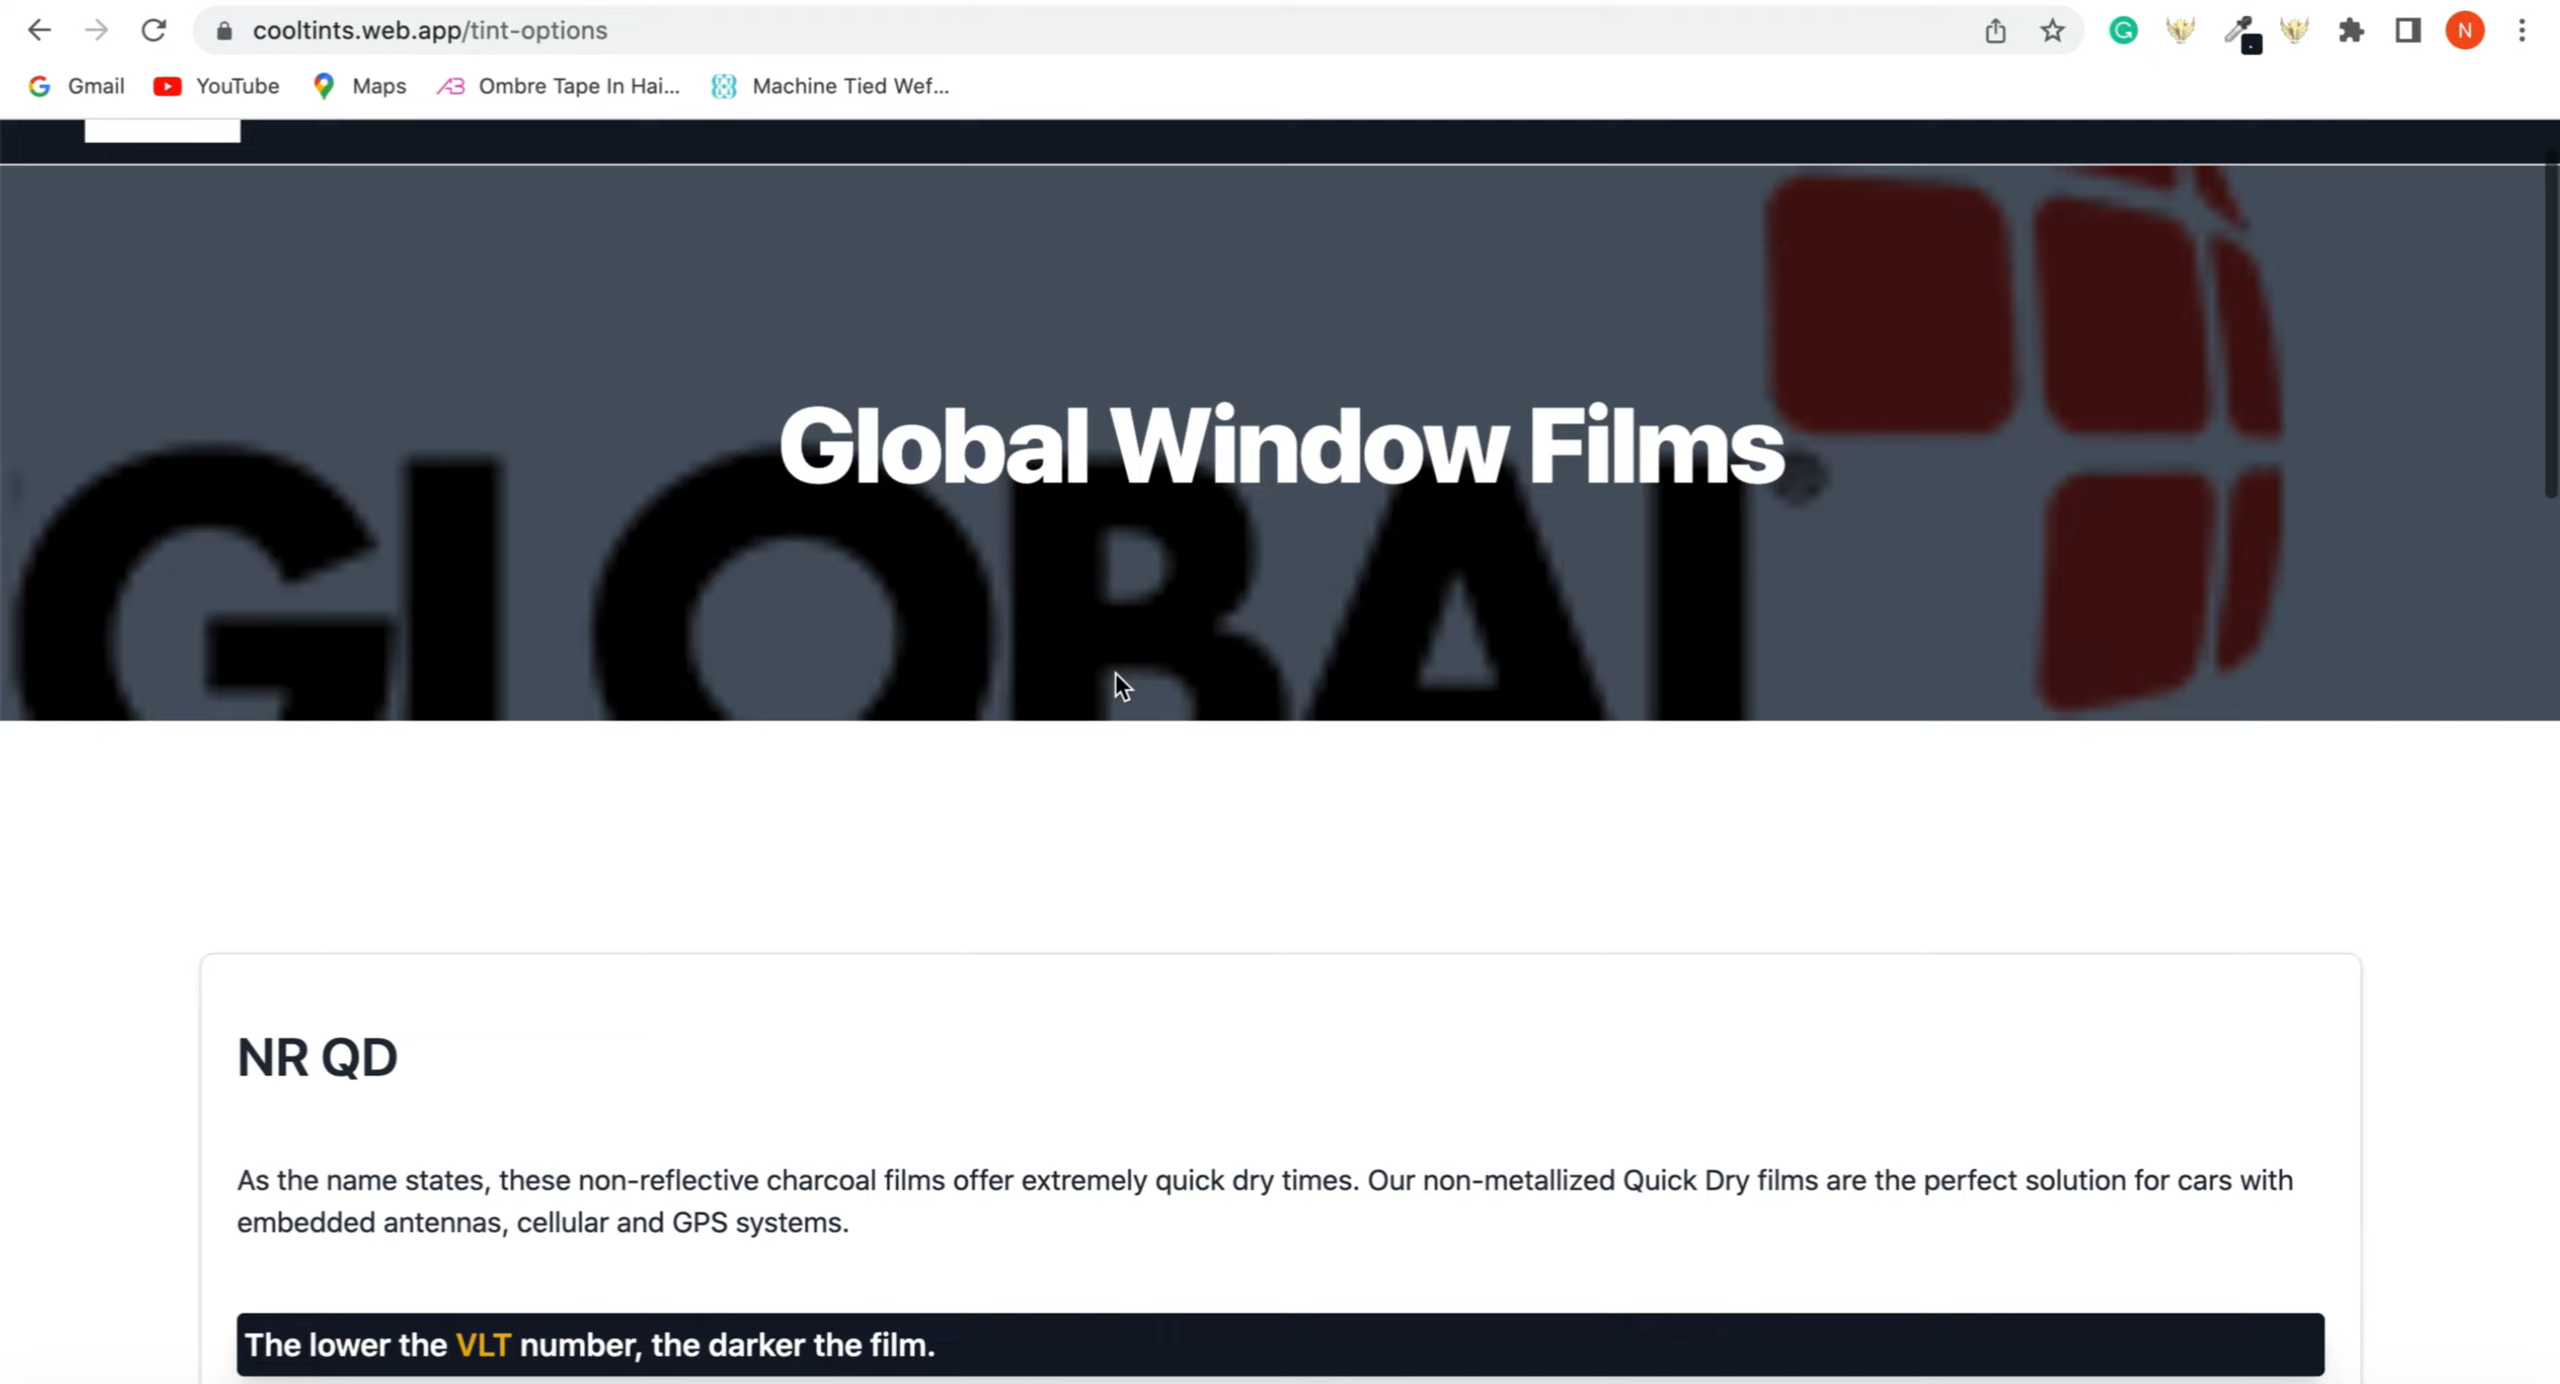 cooltints.web.app/tint-options
N
Gmail
YouTube
Maps
Ombre Tape In Hai...
Machine Tied Wef...
Global Window Films
GLOBAL
NR QD
As the name states, these non-reflective charcoal films offer extremely quick dry times. Our non-metallized Quick Dry films are the perfect solution for cars with
embedded antennas, cellular and GPS systems.
The lower the VLT number, the darker the film.